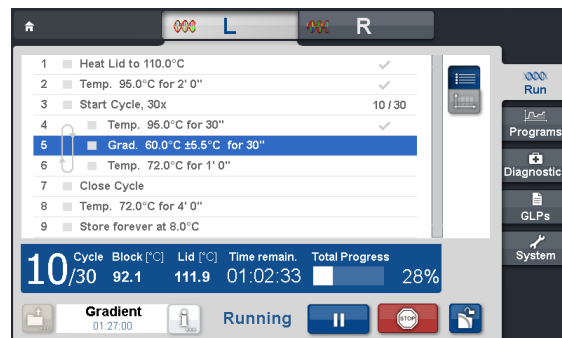 L R
1 Heat Lid to 110.0°C
2 Temp. 95.0°C for 2' 0"
3 Start Cycle, 30x 10 / 30
4 Temp. 95.0°C for 30"
5 Grad. 60.0°C ±5.5°C for 30"
6 Temp. 72.0°C for 1' 0"
7 Close Cycle
8 Temp. 72.0°C for 4' 0"
9 Store forever at 8.0°C
Run
Programs
Diagnostic
GLPs
System
Cycle Block [°C] Lid [°C] Time remain. Total Progress
10/30 92.1 111.9 01:02:33 28%
Gradient
01:27:00
Running
STOP